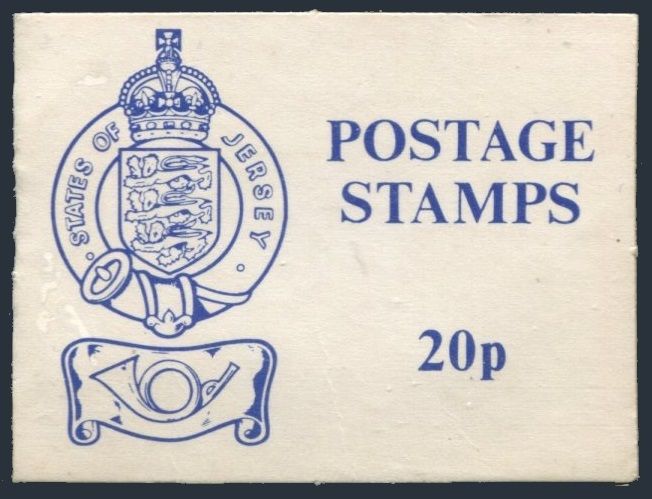 STATES OF JERSEY
POSTAGE
STAMPS
20p